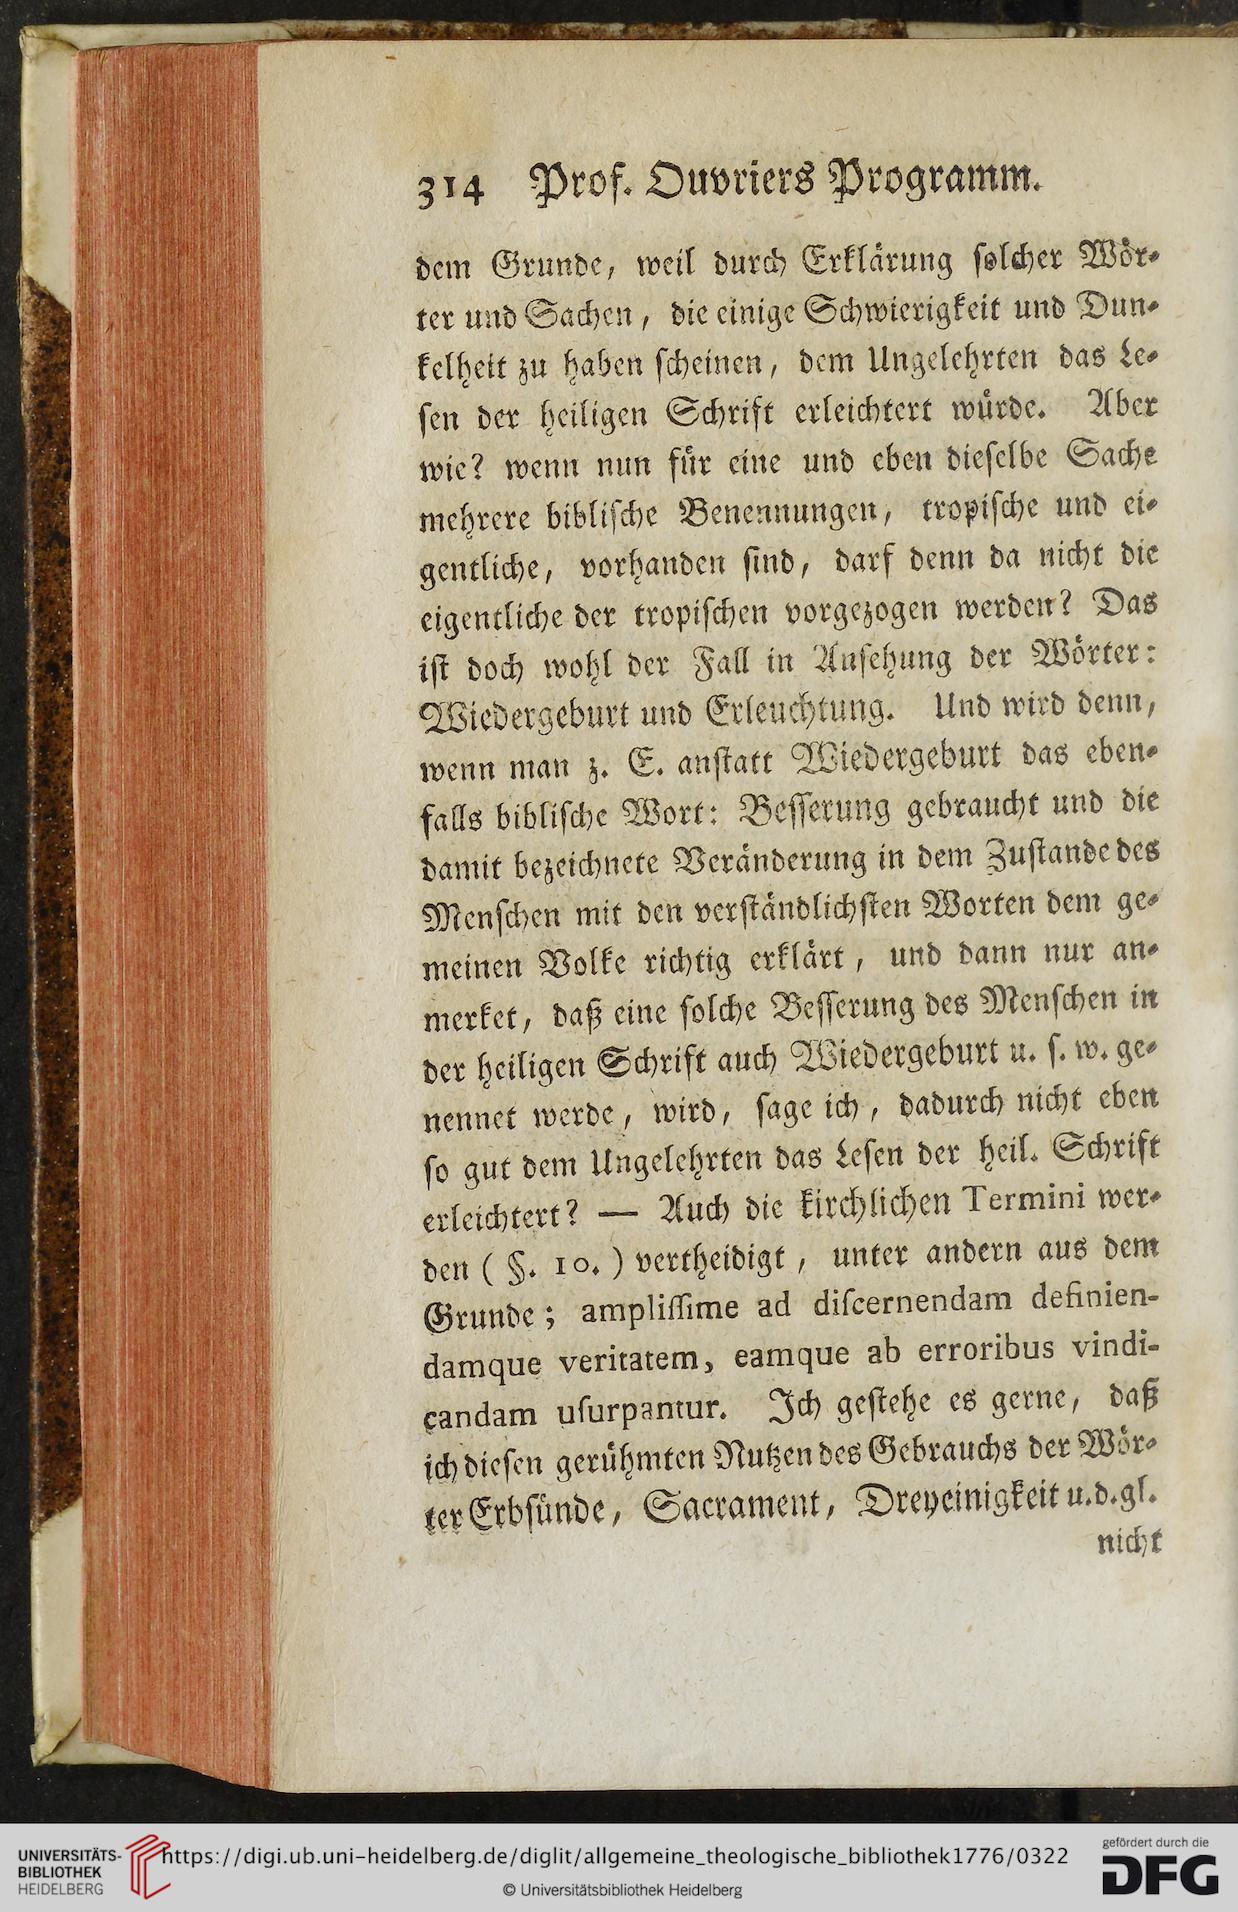 314 Prof. Ouvriers Programm.
dem Grunde, weil durch Erklärung solcher Wör-
ter und Sachen, die einige Schwierigkeit und Dun-
kelheit zu haben scheinen, dem Ungelehrten das Le-
sen der heiligen Schrift erleichtert würde. Aber
wie? wenn nun für eine und eben dieselbe Sache
mehrere biblische Benennungen, tropische und ei-
gentliche, vorhanden sind, darf denn da nicht die
eigentliche der tropischen vorgezogen werden? Das
ist doch wohl der Fall in Ansehung der Wörter:
Wiedergeburt und Erleuchtung. Und wird denn,
wenn man z. E. anstatt Wiedergeburt das eben-
falls biblische Wort: Besserung gebraucht und die
damit bezeichnete Veränderung in dem Zustande des
Menschen mit den verständlichsten Worten dem ge-
meinen Volke richtig erklärt, und dann nur an-
merket, daß eine solche Besserung des Menschen in
der heiligen Schrift auch Wiedergeburt u. s. w. ge-
nennet werde, wird, sage ich, dadurch nicht eben
so gut dem Ungelehrten das Lesen der heil. Schrift
erleichtert? — Auch die kirchlichen Termini wer-
den (§. 10.) vertheidigt, unter andern aus dem
Grunde; ampliſſime ad diſcernendam definien-
damque veritatem, eamque ab erroribus vindi-
candam uſurpantur. Ich gestehe es gerne, daß
ich diesen gerühmten Nutzen des Gebrauchs der Wör-
ter Erbsünde, Sacrament, Dreyeinigkeit u.d.gl.
nicht
UNIVERSITÄTS-
BIBLIOTHEK
HEIDELBERG
https://digi.ub.uni-heidelberg.de/diglit/allgemeine_theologische_bibliothek1776/0322
© Universitätsbibliothek Heidelberg
gefördert durch die
DFG